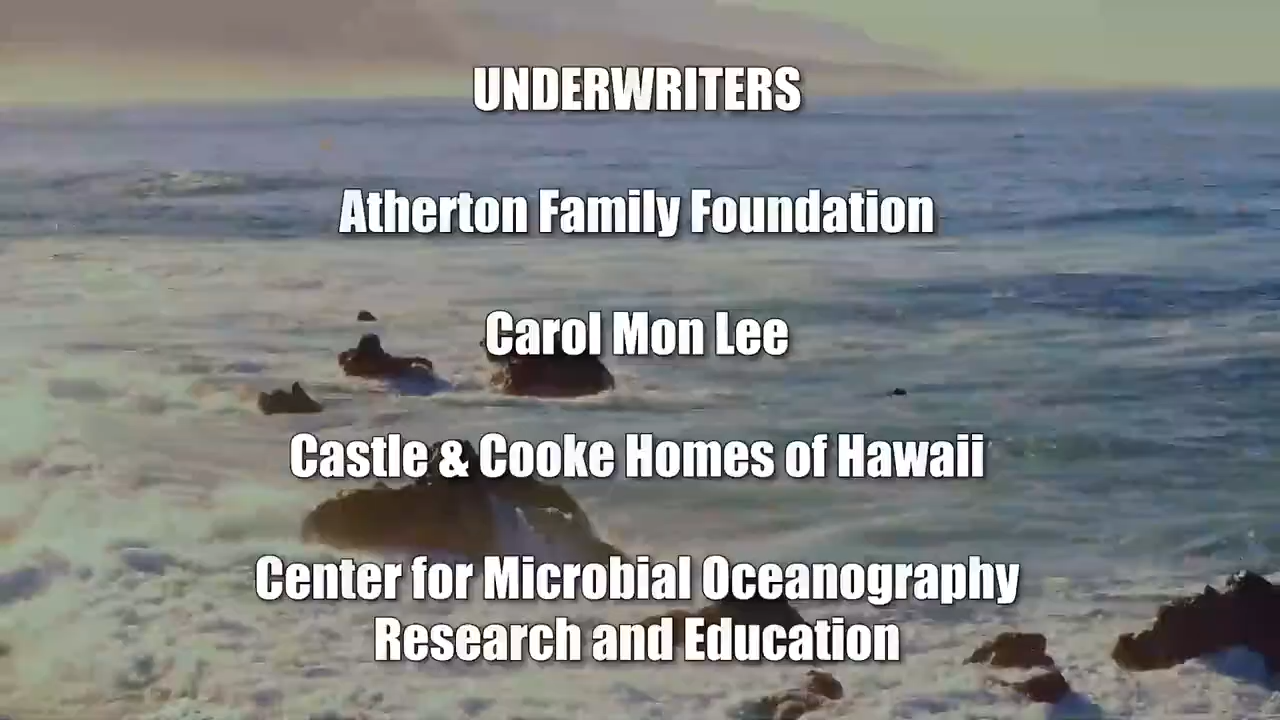 UNDERWRITERS
Atherton Family Foundation
Carol Mon Lee
Castle & Cooke Homes of Hawaii
Center for Microbial Oceanography
Research and Education